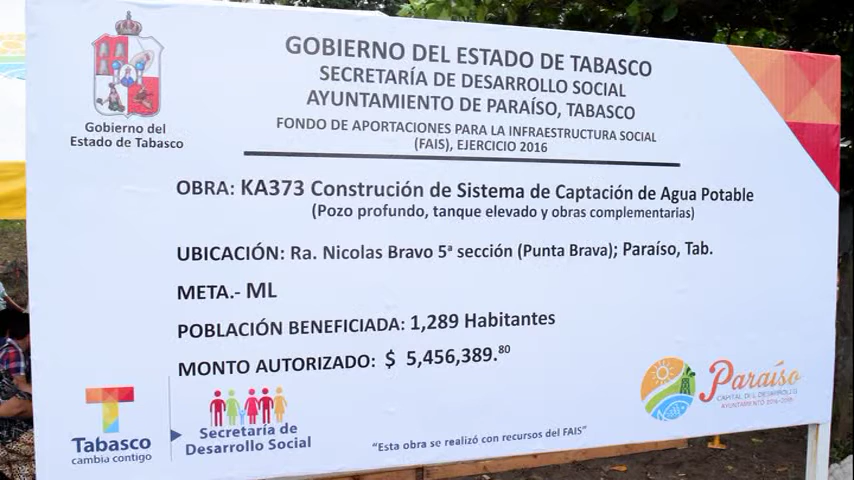 GOBIERNO DEL ESTADO DE TABASCO
SECRETARÍA DE DESARROLLO SOCIAL
AYUNTAMIENTO DE PARAÍSO, TABASCO
FONDO DE APORTACIONES PARA LA INFRAESTRUCTURA SOCIAL
(FAIS), EJERCICIO 2016
Gobierno del
Estado de Tabasco
OBRA: KA373 Construción de Sistema de Captación de Agua Potable
(Pozo profundo, tanque elevado y obras complementarias)
UBICACIÓN: Ra. Nicolas Bravo 5ª sección (Punta Brava); Paraíso, Tab.
META.- ML
POBLACIÓN BENEFICIADA: 1,289 Habitantes
MONTO AUTORIZADO: $ 5,456,389.80
Tabasco
cambia contigo
Secretaría de
Desarrollo Social
"Esta obra se realizó con recursos del FAIS"
Paraíso
CAPITAL DEL DESARROLLO
AYUNTAMIENTO 2016-2018